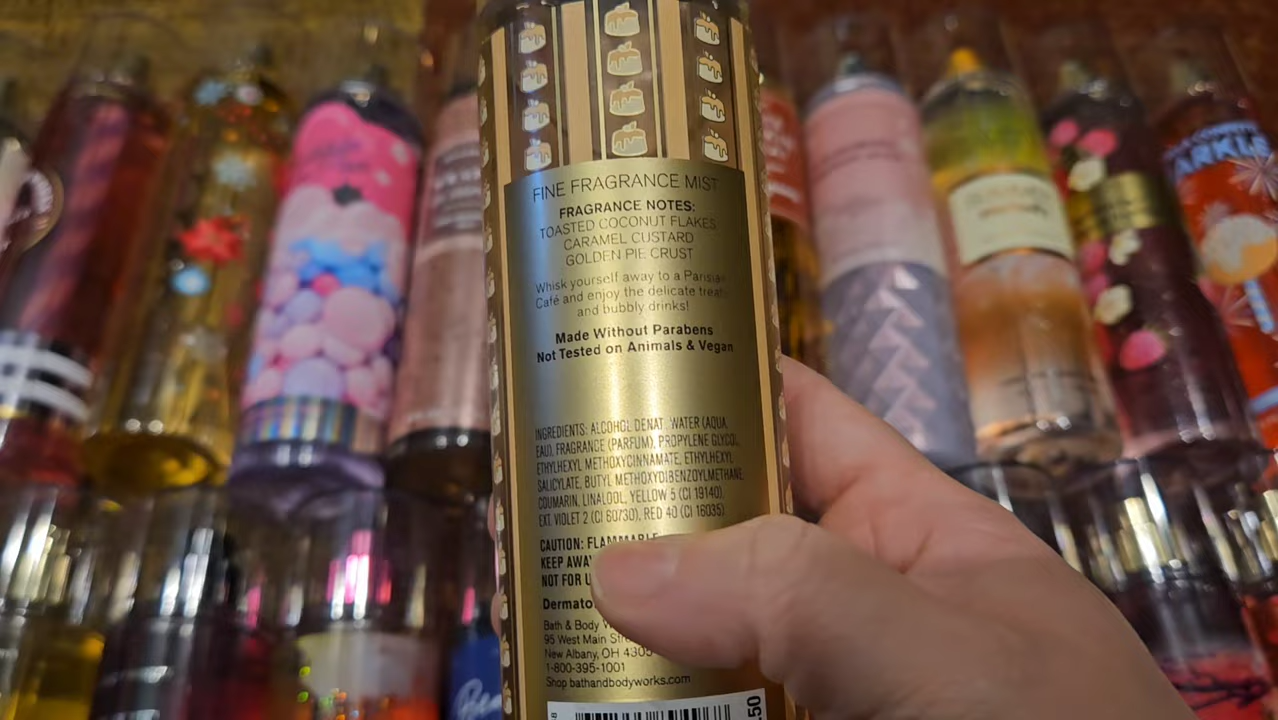 FINE FRAGRANCE MIST
FRAGRANCE NOTES:
TOASTED COCONUT FLAKES
CARAMEL CUSTARD
GOLDEN PIE CRUST
Whisk yourself away to a Parisian
Café and enjoy the delicate treats
and bubbly drinks!
Made Without Parabens
Not Tested on Animals & Vegan
INGREDIENTS: ALCOHOL DENAT, WATER (AQUA,
EAU), FRAGRANCE (PARFUM), PROPYLENE GLYCOL,
ETHYLHEXYL METHOXYCINNAMATE, ETHYLHEXYL
SALICYLATE, BUTYL METHOXYDIBENZOYLMETHANE,
COUMARIN, LINALOOL, YELLOW 5 (CI 19140),
EXT. VIOLET 2 (CI 60730), RED 40 (CI 16035)
CAUTION: FLAMMABLE
KEEP AWA
NOT FOR U
Dermato
Bath & Body W
95 West Main Stre
New Albany, OH 4305
1-800-395-1001
Shop bathandbodyworks.com
.50
ARKLE